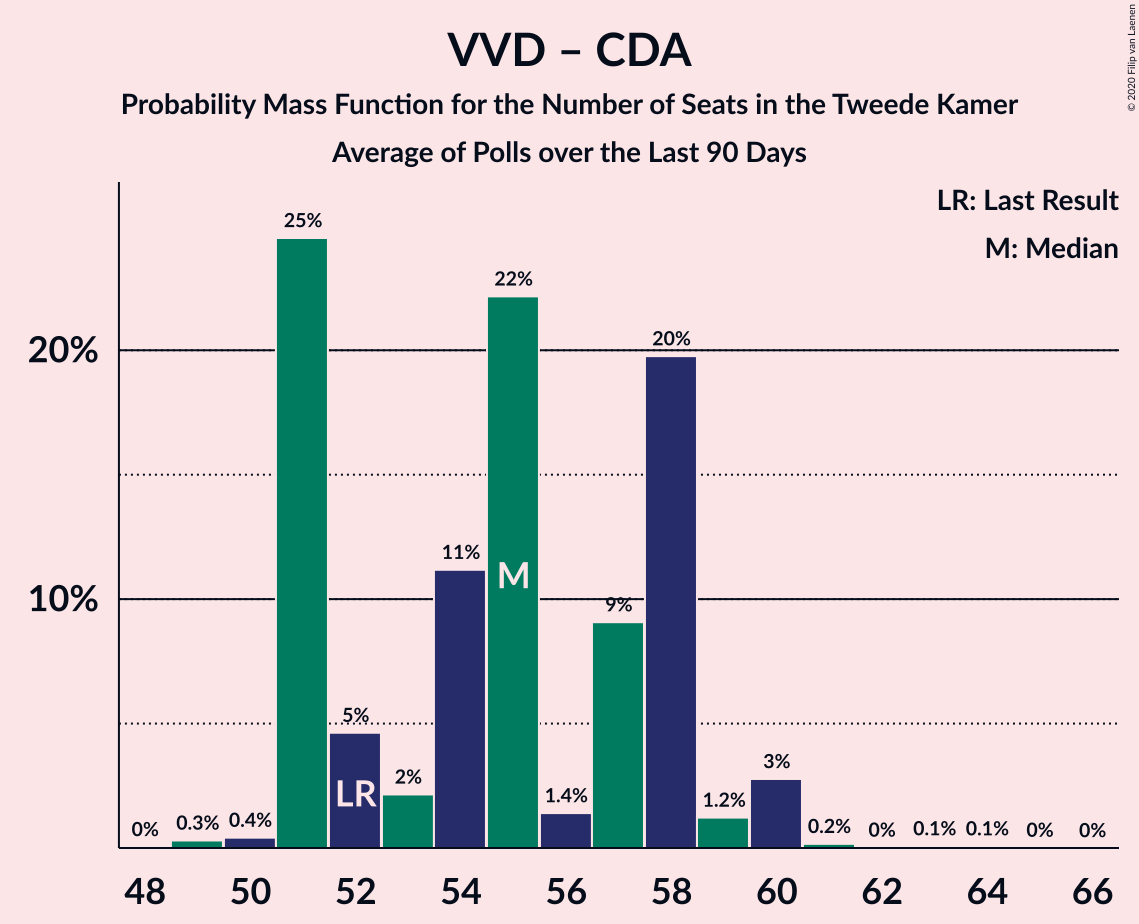 VVD – CDA
Probability Mass Function for the Number of Seats in the Tweede Kamer
Average of Polls over the Last 90 Days
© 2020 Filip van Laenen
LR: Last Result
M: Median
20%
10%
0%
0.3%
0.4%
25%
5%
2%
11%
22%
1.4%
9%
20%
1.2%
3%
0.2%
0%
0.1%
0.1%
0%
0%
LR
M
48 50 52 54 56 58 60 62 64 66